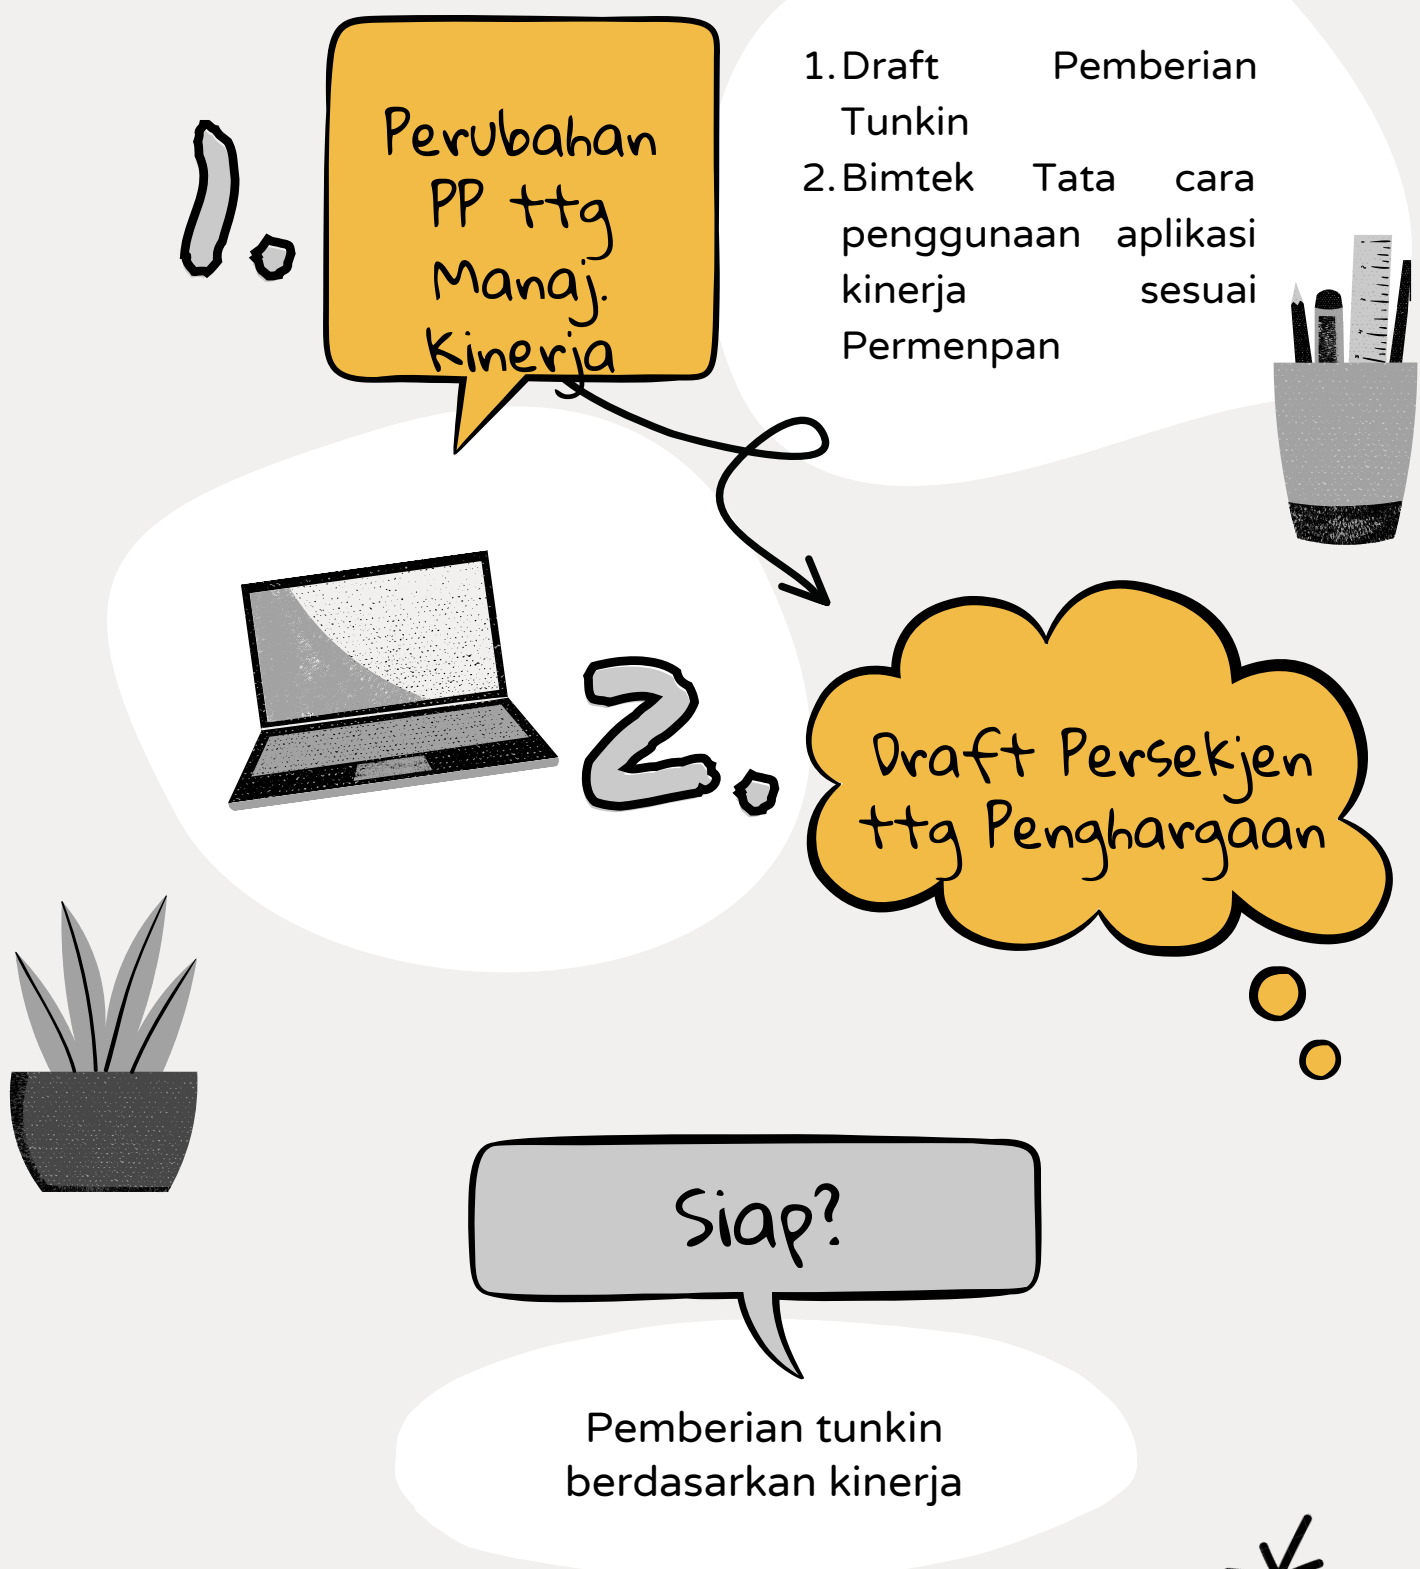 1.
Perubahan
PP ttg
Manaj.
Kinerja
1. Draft Pemberian
Tunkin
2. Bimtek Tata cara
penggunaan aplikasi
kinerja sesuai
Permenpan
2.
Draft Persekjen
ttg Penghargaan
Siap?
Pemberian tunkin
berdasarkan kinerja